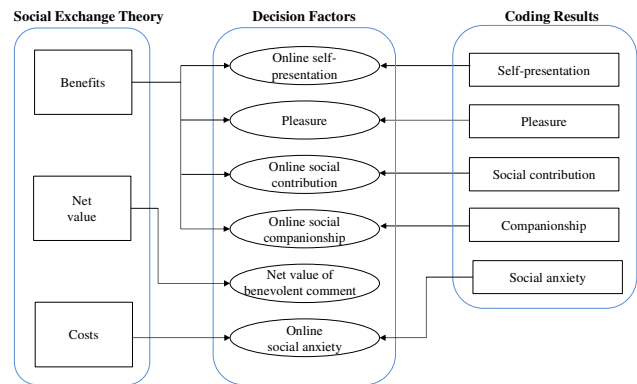 Social Exchange Theory
Decision Factors
Coding Results
Benefits
Net
value
Costs
Online self-
presentation
Pleasure
Online social
contribution
Online social
companionship
Net value of
benevolent comment
Online
social anxiety
Self-presentation
Pleasure
Social contribution
Companionship
Social anxiety